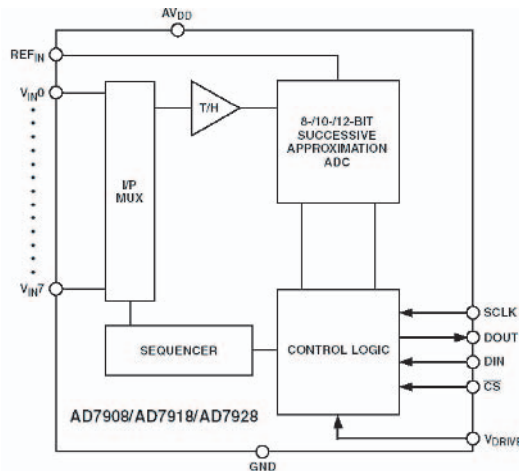 AVDD
REFIN
VIN0
T/H
8-/10-/12-BIT
SUCCESSIVE
APPROXIMATION
ADC
I/P
MUX
VIN7
SCLK
DOUT
SEQUENCER
CONTROL LOGIC
DIN
CS
AD7908/AD7918/AD7928
VDRIVE
GND